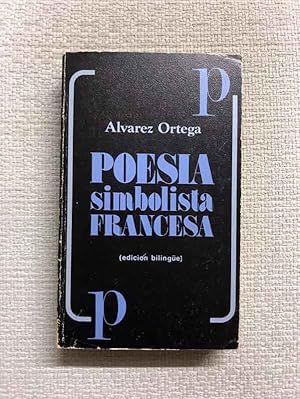 p
Alvarez Ortega
POESIA
simbolista
FRANCESA
(edición bilingüe)
p